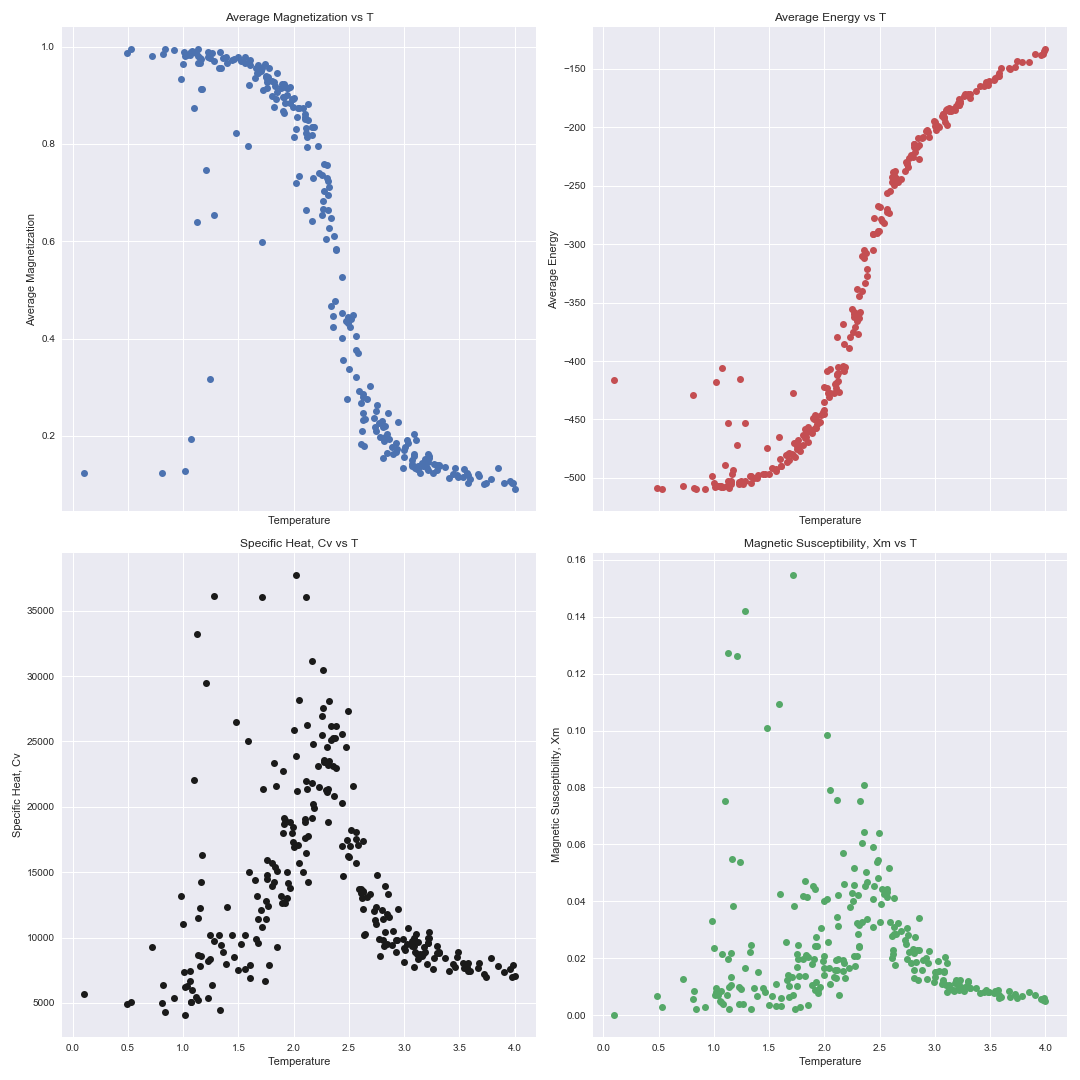 Average Magnetization vs T
1.0
0.8
0.6
0.4
0.2
Average Magnetization
Temperature
Average Energy vs T
−150
−200
−250
−300
−350
−400
−450
−500
Average Energy
Temperature
Specific Heat, Cv vs T
35000
30000
25000
20000
15000
10000
5000
Specific Heat, Cv
0.0 0.5 1.0 1.5 2.0 2.5 3.0 3.5 4.0
Temperature
Magnetic Susceptibility, Xm vs T
0.16
0.14
0.12
0.10
0.08
0.06
0.04
0.02
0.00
Magnetic Susceptibility, Xm
0.0 0.5 1.0 1.5 2.0 2.5 3.0 3.5 4.0
Temperature